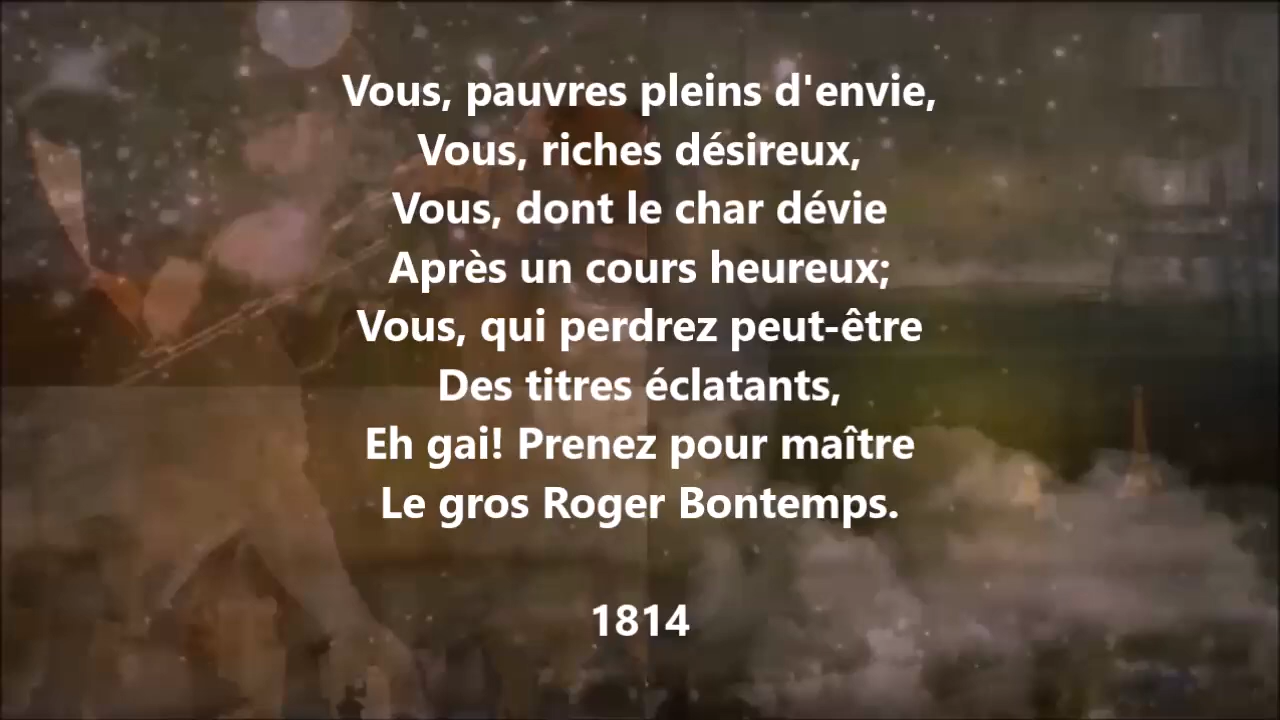 Vous, pauvres pleins d'envie,
Vous, riches désireux,
Vous, dont le char dévie
Après un cours heureux;
Vous, qui perdrez peut-être
Des titres éclatants,
Eh gai! Prenez pour maître
Le gros Roger Bontemps.
1814